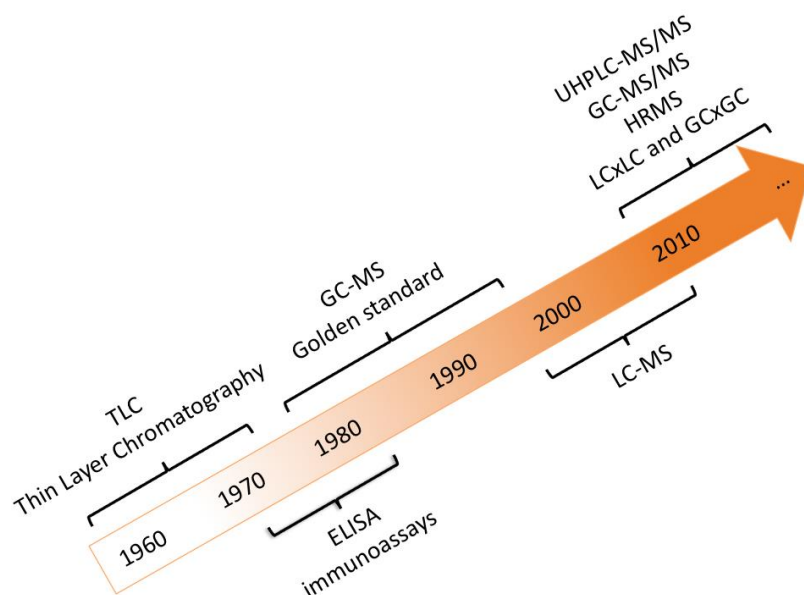 UHPLC-MS/MS
GC-MS/MS
HRMS
LCxLC and GCxGC
...
2010
GC-MS
Golden standard
2000
LC-MS
1990
TLC
Thin Layer Chromatography
1980
1970
ELISA
immunoassays
1960